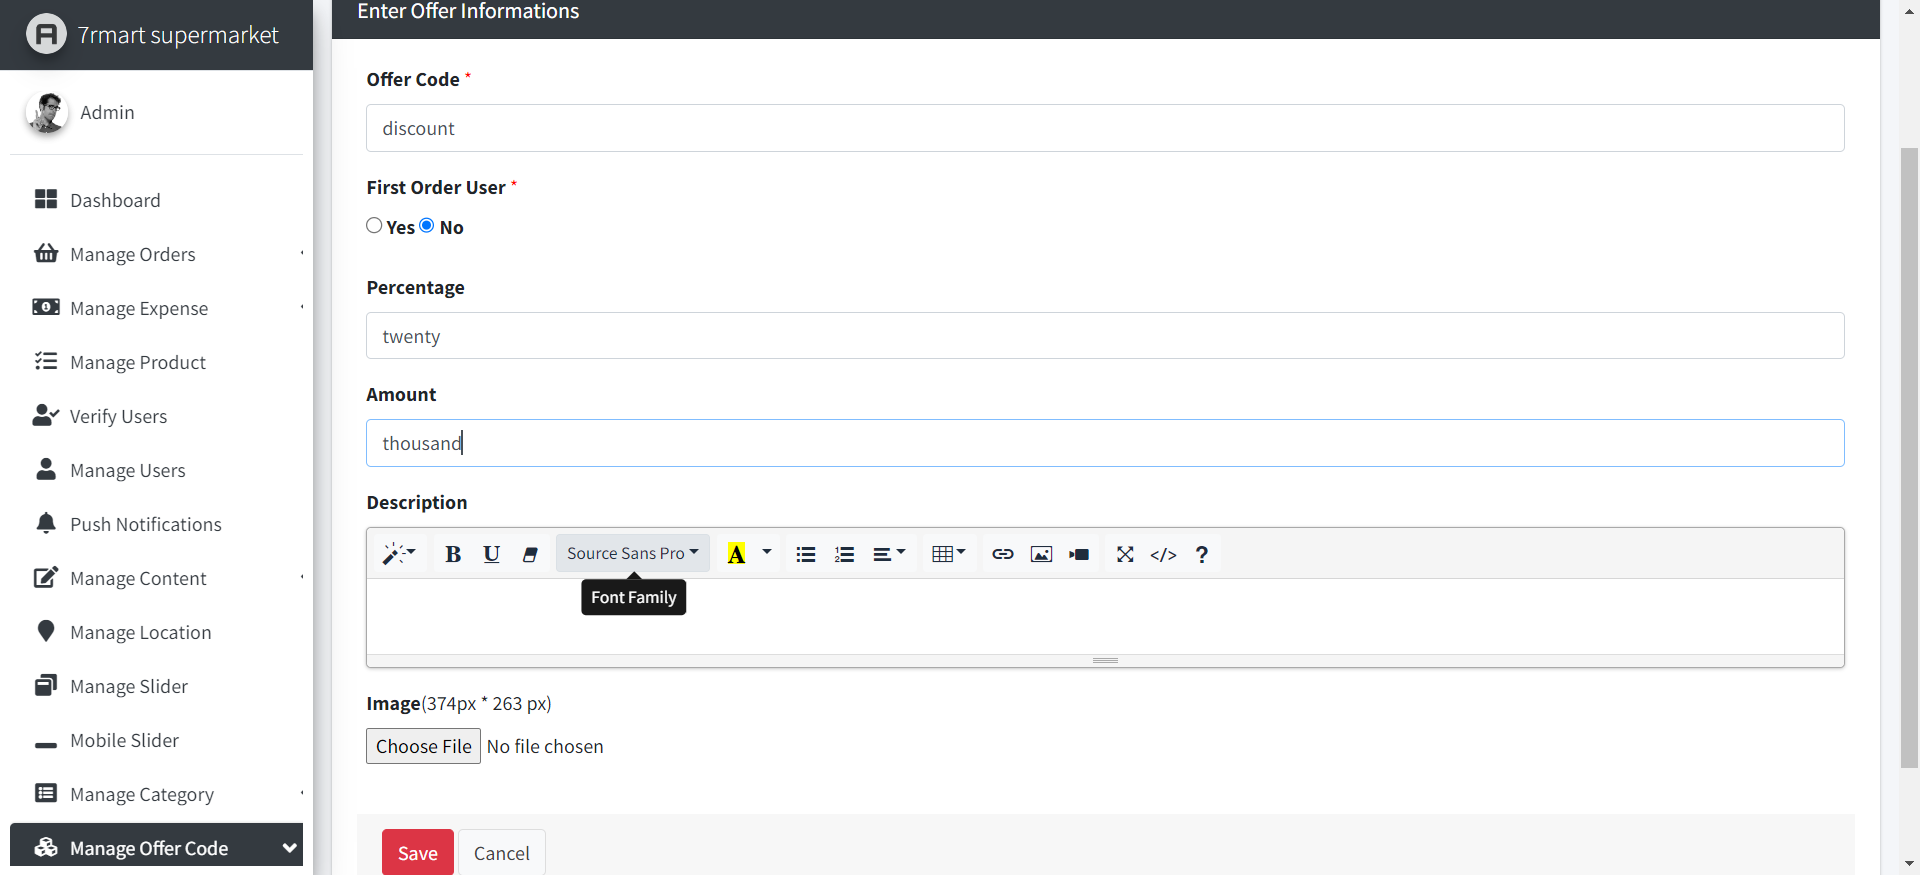 7rmart supermarket
Admin
Dashboard
Manage Orders
Manage Expense
Manage Product
Verify Users
Manage Users
Push Notifications
Manage Content
Manage Location
Manage Slider
Mobile Slider
Manage Category
Manage Offer Code
Enter Offer Informations
Offer Code *
discount
First Order User *
Yes No
Percentage
twenty
Amount
thousand
Description
B U Source Sans Pro A </> ?
Font Family
Image(374px * 263 px)
Choose File No file chosen
Save Cancel